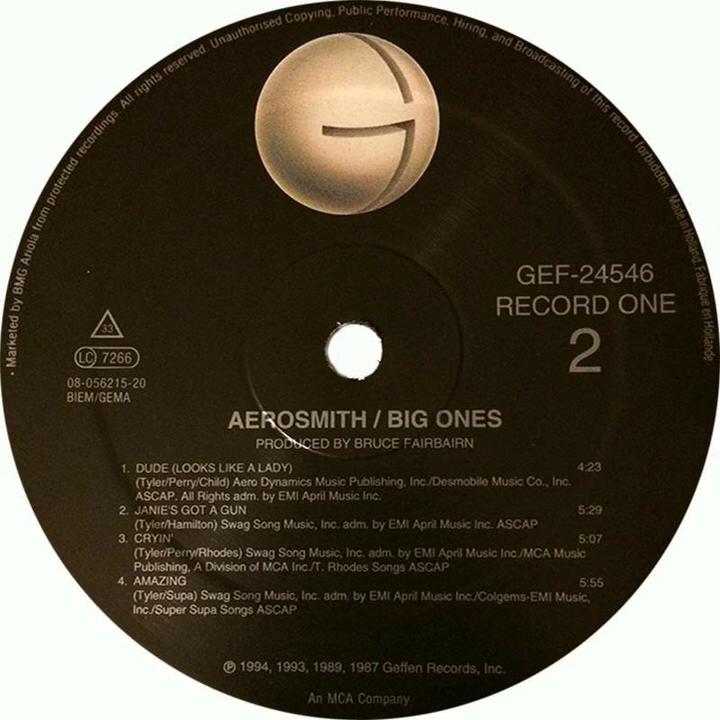 • Marketed by BMG Ariola from protected recordings. All rights reserved. Unauthorised Copying, Public Performance, Hiring, and Broadcasting of this record forbidden. Made in Holland. Fabriqué en Hollande
G
GEF-24546
RECORD ONE
2
33
LC 7266
08-056215-20
BIEM/GEMA
AEROSMITH / BIG ONES
PRODUCED BY BRUCE FAIRBAIRN
1. DUDE (LOOKS LIKE A LADY) 4:23
(Tyler/Perry/Child) Aero Dynamics Music Publishing, Inc./Desmobile Music Co., Inc.
ASCAP. All Rights adm. by EMI April Music Inc.
2. JANIE'S GOT A GUN 5:29
(Tyler/Hamilton) Swag Song Music, Inc. adm. by EMI April Music Inc. ASCAP
3. CRYIN' 5:07
(Tyler/Perry/Rhodes) Swag Song Music, Inc. adm. by EMI April Music Inc./MCA Music
Publishing, A Division of MCA Inc./T. Rhodes Songs ASCAP
4. AMAZING 5:55
(Tyler/Supa) Swag Song Music, Inc. adm. by EMI April Music Inc./Colgems-EMI Music,
Inc./Super Supa Songs ASCAP
℗ 1994, 1993, 1989, 1987 Geffen Records, Inc.
An MCA Company